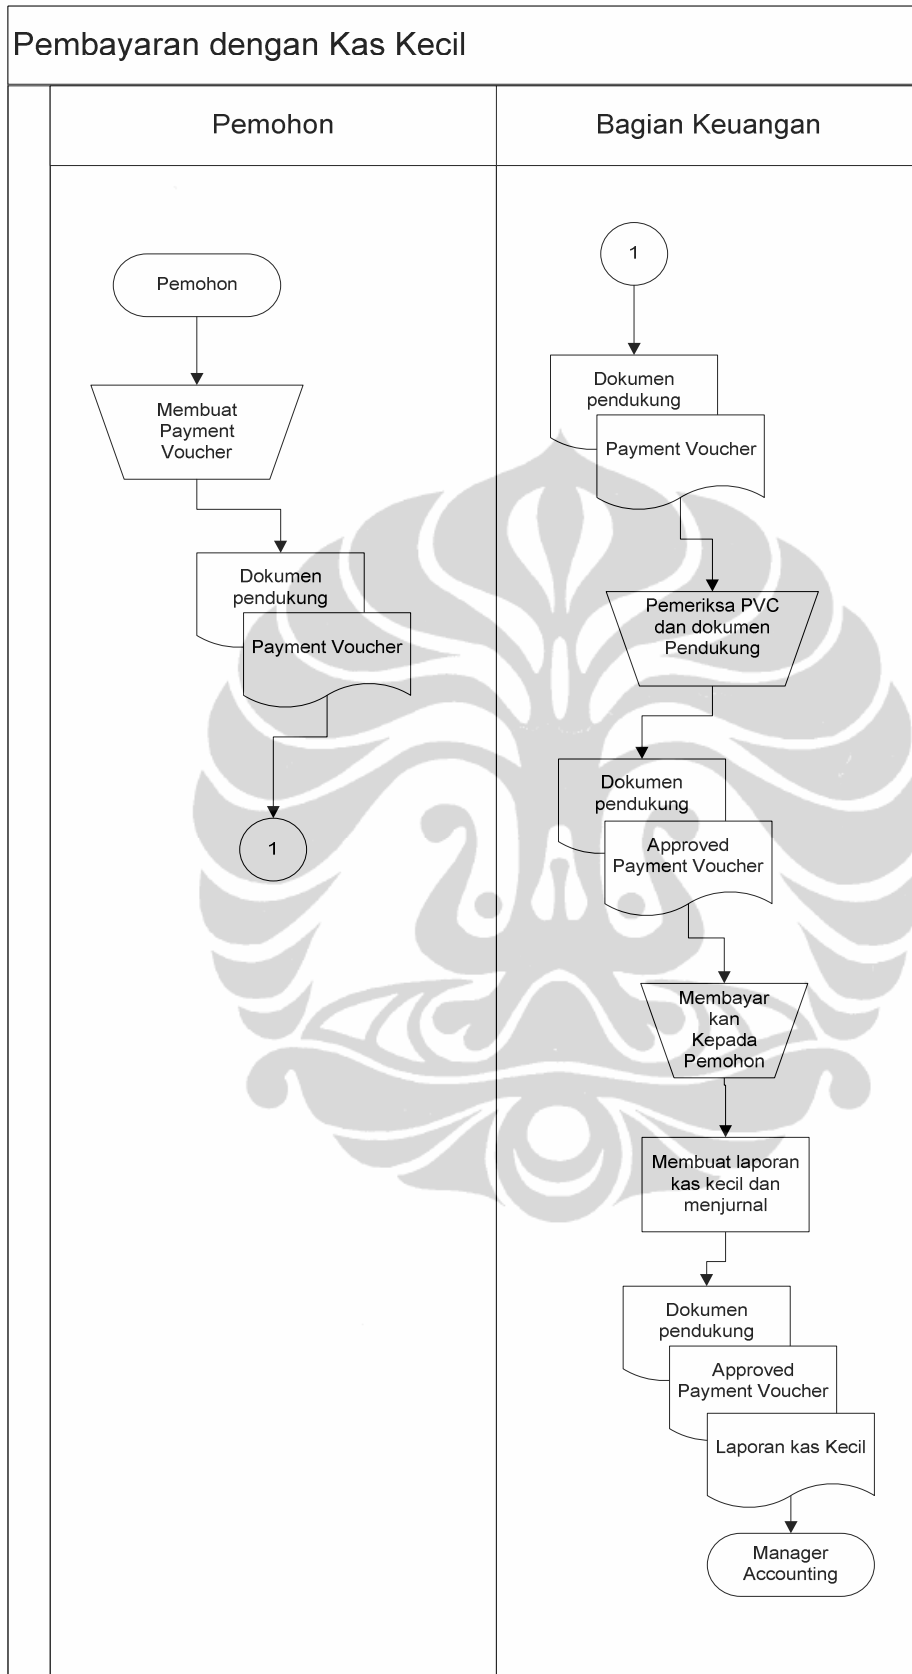 Pembayaran dengan Kas Kecil
Pemohon
Bagian Keuangan
Pemohon
Membuat
Payment
Voucher
Dokumen
pendukung
Payment Voucher
1
1
Dokumen
pendukung
Payment Voucher
Pemeriksa PVC
dan dokumen
Pendukung
Dokumen
pendukung
Approved
Payment Voucher
Membayar
kan
Kepada
Pemohon
Membuat laporan
kas kecil dan
menjurnal
Dokumen
pendukung
Approved
Payment Voucher
Laporan kas Kecil
Manager
Accounting